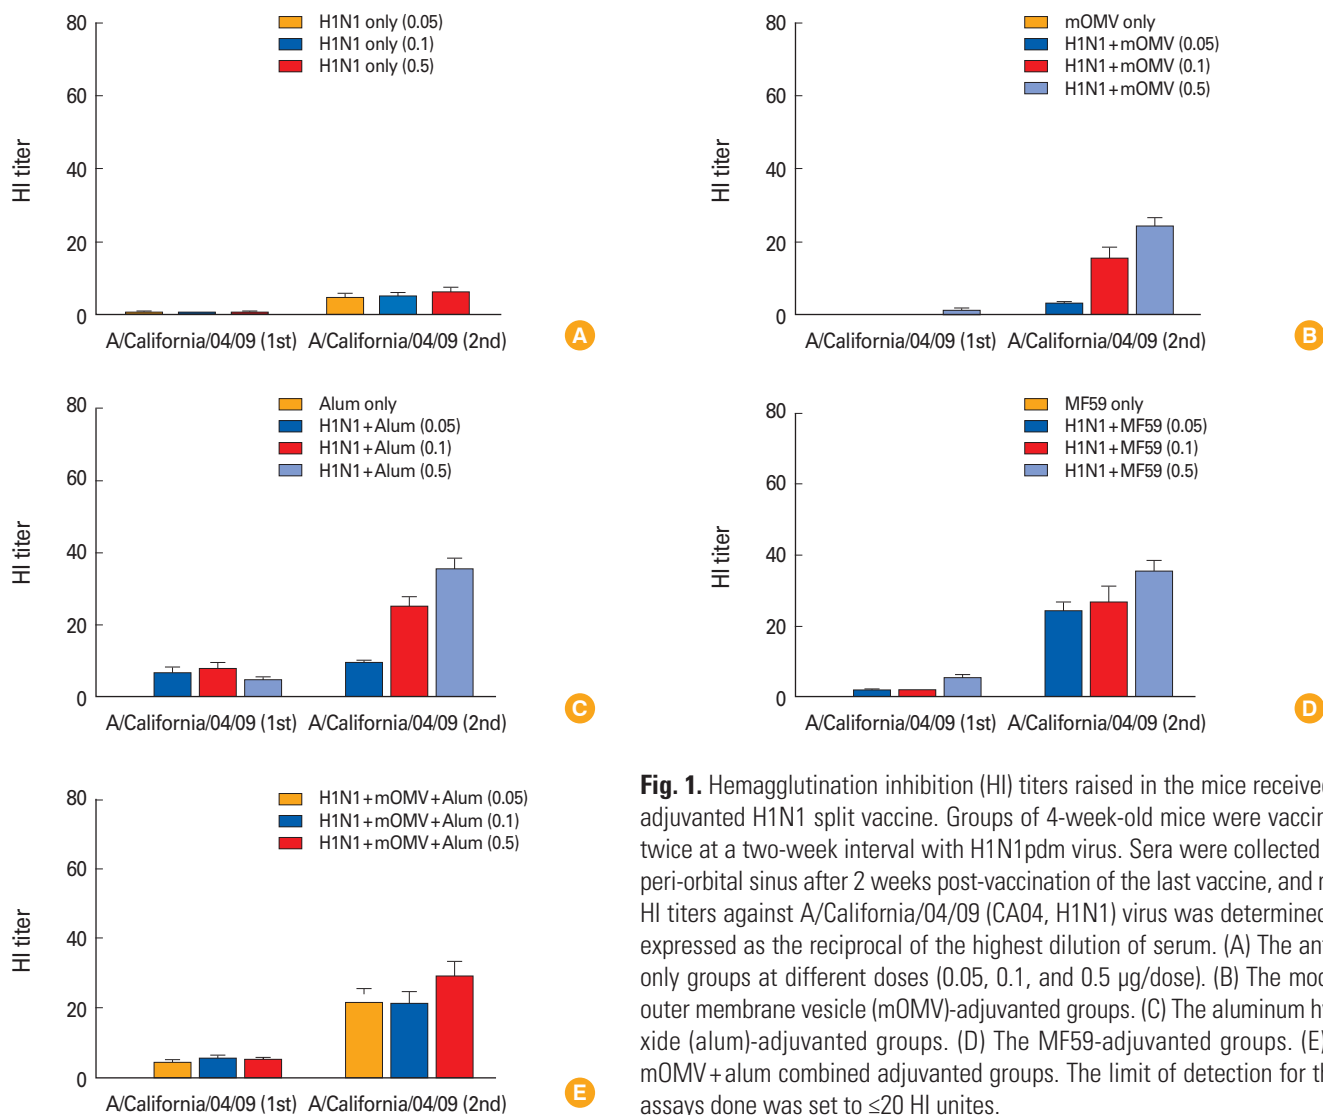 80
60
40
20
0
HI titer
H1N1 only (0.05)
H1N1 only (0.1)
H1N1 only (0.5)
A/California/04/09 (1st) A/California/04/09 (2nd)
A
80
60
40
20
0
HI titer
mOMV only
H1N1+mOMV (0.05)
H1N1+mOMV (0.1)
H1N1+mOMV (0.5)
A/California/04/09 (1st) A/California/04/09 (2nd)
B
80
60
40
20
0
HI titer
Alum only
H1N1+Alum (0.05)
H1N1+Alum (0.1)
H1N1+Alum (0.5)
A/California/04/09 (1st) A/California/04/09 (2nd)
C
80
60
40
20
0
HI titer
MF59 only
H1N1+MF59 (0.05)
H1N1+MF59 (0.1)
H1N1+MF59 (0.5)
A/California/04/09 (1st) A/California/04/09 (2nd)
D
80
60
40
20
0
HI titer
H1N1+mOMV+Alum (0.05)
H1N1+mOMV+Alum (0.1)
H1N1+mOMV+Alum (0.5)
A/California/04/09 (1st) A/California/04/09 (2nd)
E
Fig. 1. Hemagglutination inhibition (HI) titers raised in the mice received
adjuvanted H1N1 split vaccine. Groups of 4-week-old mice were vaccin
twice at a two-week interval with H1N1pdm virus. Sera were collected
peri-orbital sinus after 2 weeks post-vaccination of the last vaccine, and
HI titers against A/California/04/09 (CA04, H1N1) virus was determined
expressed as the reciprocal of the highest dilution of serum. (A) The an
only groups at different doses (0.05, 0.1, and 0.5 µg/dose). (B) The mod
outer membrane vesicle (mOMV)-adjuvanted groups. (C) The aluminum h
xide (alum)-adjuvanted groups. (D) The MF59-adjuvanted groups. (E)
mOMV+alum combined adjuvanted groups. The limit of detection for th
assays done was set to ≤20 HI unites.